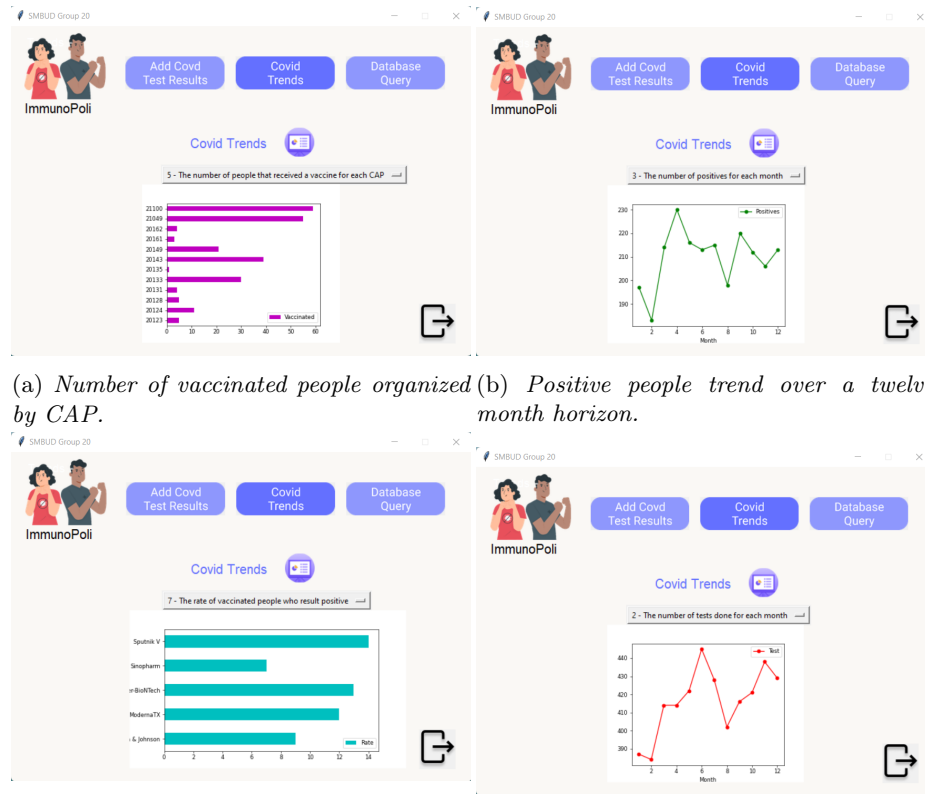 SMBUD Group 20
Add Covd
Test Results
Covid
Trends
Database
Query
ImmunoPoli
Covid Trends
5 - The number of people that received a vaccine for each CAP
21100
21049
20162
20161
20149
20143
20135
20133
20131
20128
20124
20123
0 10 20 30 40 50 60
Vaccinated
(a) Number of vaccinated people organized
by CAP.
SMBUD Group 20
Add Covd
Test Results
Covid
Trends
Database
Query
ImmunoPoli
Covid Trends
3 - The number of positives for each month
Positives
230
220
210
200
190
2 4 6 8 10 12
Month
(b) Positive people trend over a twelv
month horizon.
SMBUD Group 20
Add Covd
Test Results
Covid
Trends
Database
Query
ImmunoPoli
Covid Trends
7 - The rate of vaccinated people who result positive
Sputnik V
Sinopharm
er-BioNTech
ModernaTX
& Johnson
0 2 4 6 8 10 12 14
Rate
SMBUD Group 20
Add Covd
Test Results
Covid
Trends
Database
Query
ImmunoPoli
Covid Trends
2 - The number of tests done for each month
Test
440
430
420
410
400
390
2 4 6 8 10 12
Month